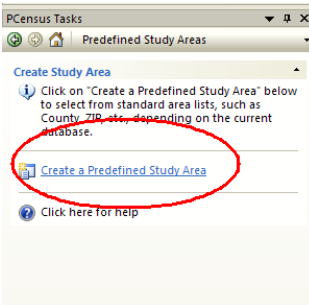 PCensus Tasks
Predefined Study Areas
Create Study Area
Click on "Create a Predefined Study Area" below
to select from standard area lists, such as
County, ZIP, etc., depending on the current
database.
Create a Predefined Study Area
Click here for help